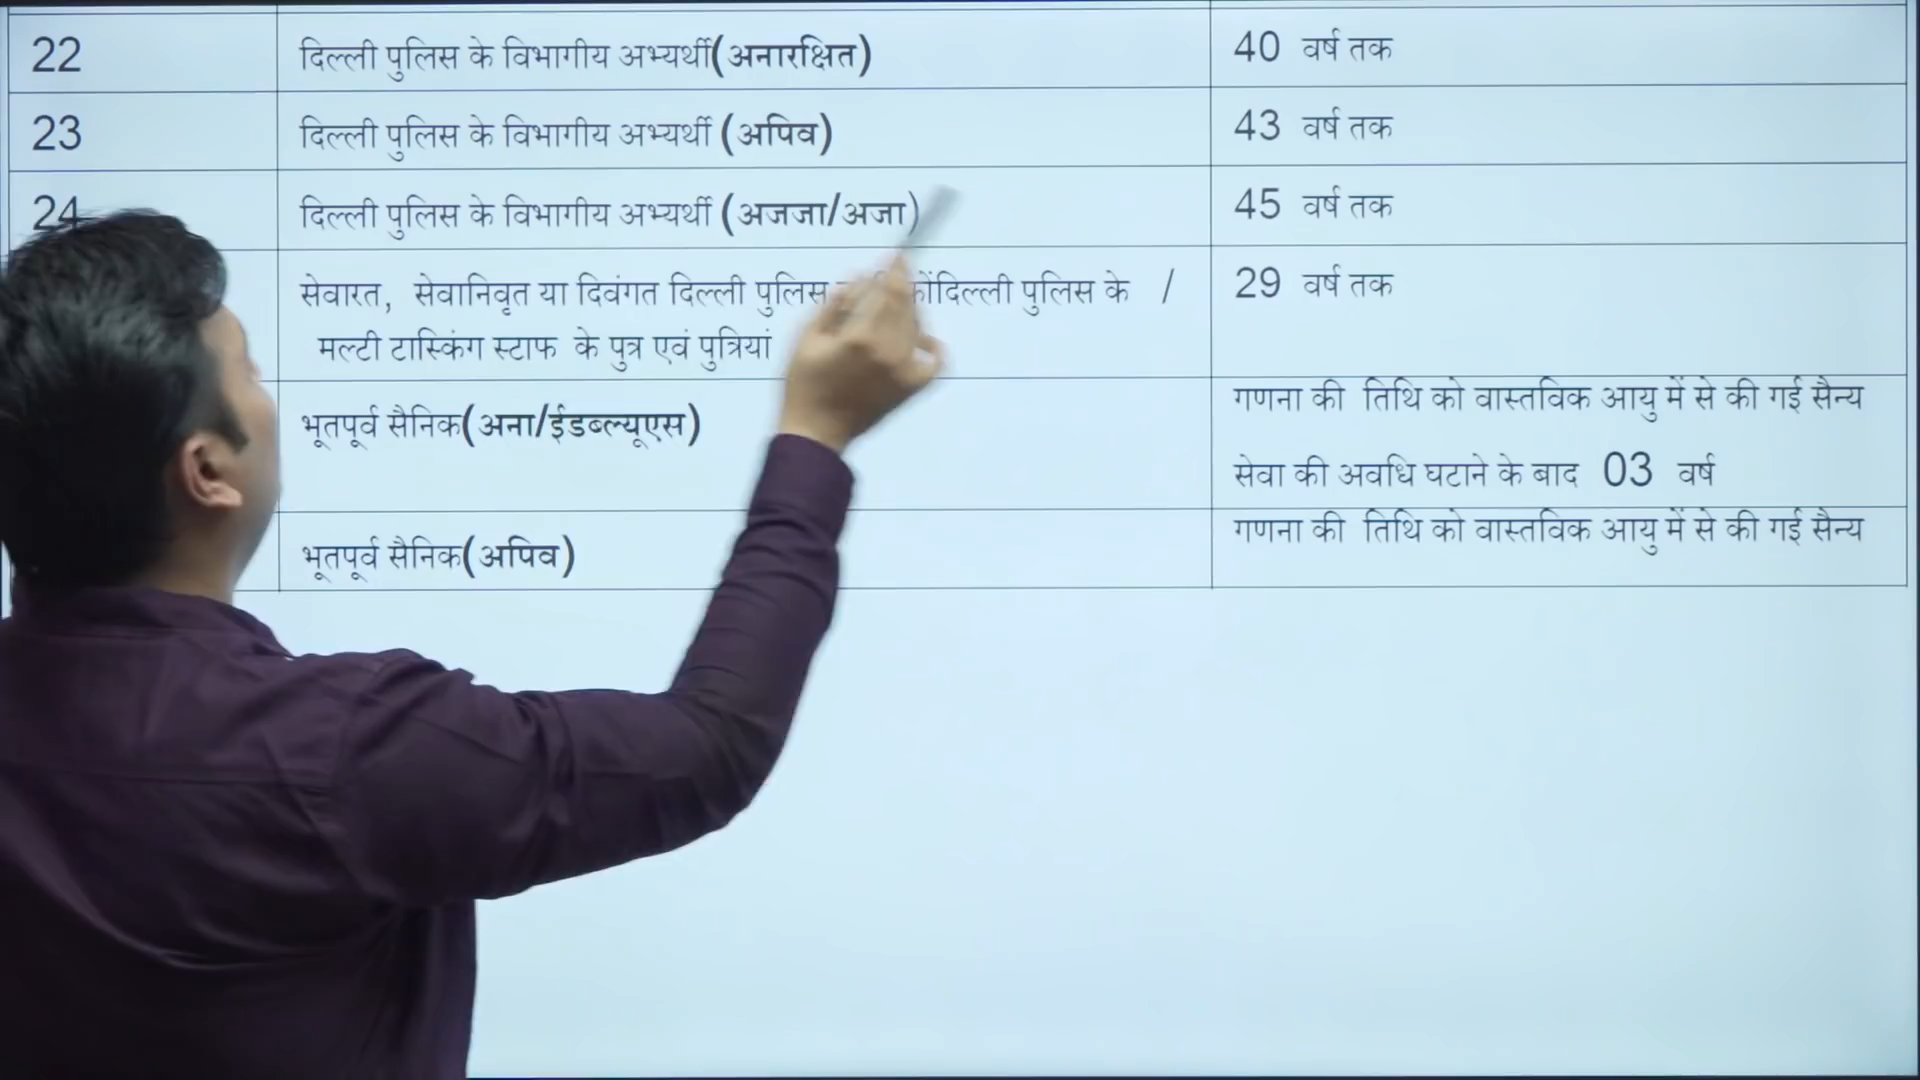 22 दिल्ली पुलिस के विभागीय अभ्यर्थी(अनारक्षित) 40 वर्ष तक
23 दिल्ली पुलिस के विभागीय अभ्यर्थी (अपिव) 43 वर्ष तक
24 दिल्ली पुलिस के विभागीय अभ्यर्थी (अजजा/अजा) 45 वर्ष तक
सेवारत, सेवानिवृत या दिवंगत दिल्ली पुलिस दिल्ली पुलिस के / 29 वर्ष तक
मल्टी टास्किंग स्टाफ के पुत्र एवं पुत्रियां
भूतपूर्व सैनिक(अना/ईडब्ल्यूएस) गणना की तिथि को वास्तविक आयु में से की गई सैन्य
सेवा की अवधि घटाने के बाद 03 वर्ष
भूतपूर्व सैनिक(अपिव) गणना की तिथि को वास्तविक आयु में से की गई सैन्य